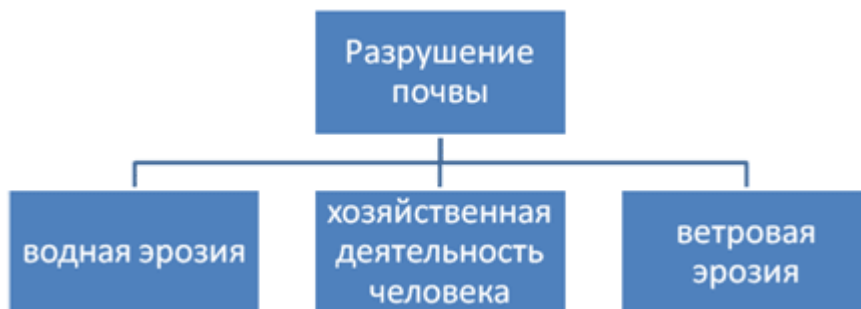 Разрушение
почвы
водная эрозия
хозяйственная
деятельность
человека
ветровая
эрозия